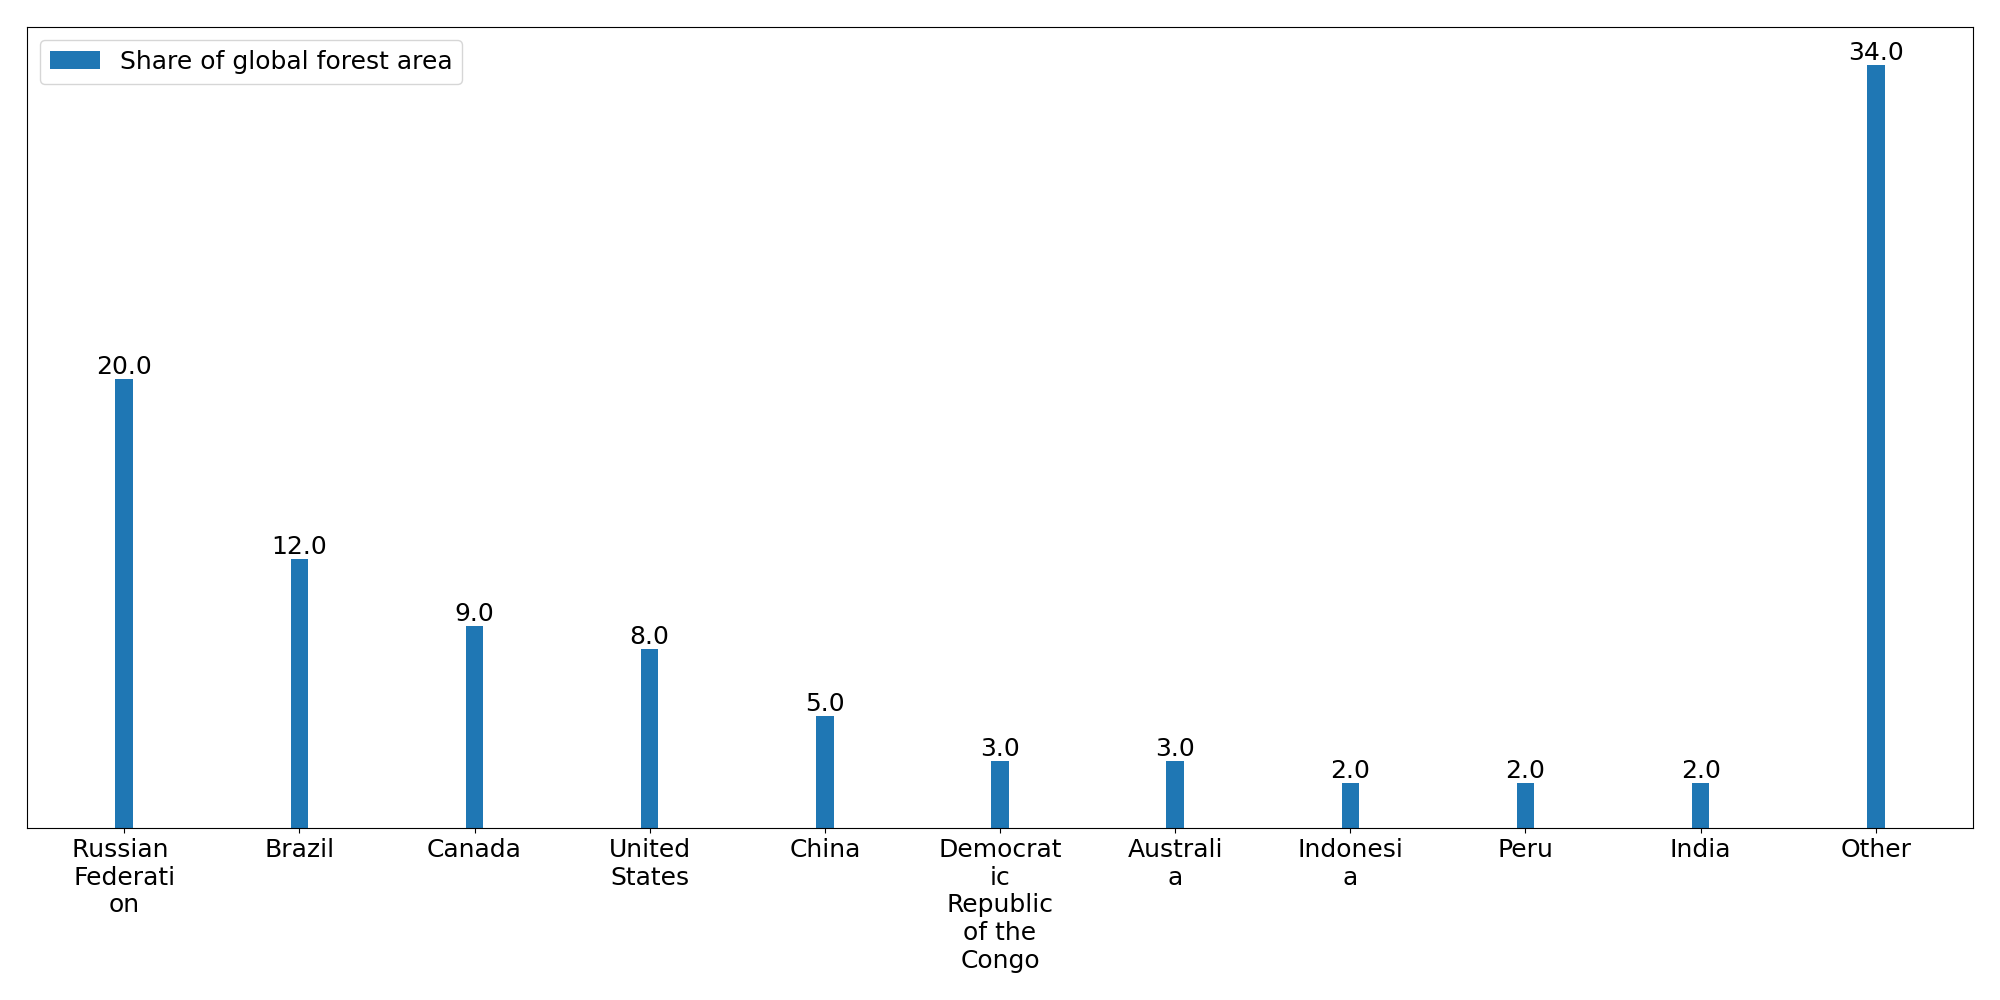 Share of global forest area
34.0
20.0
12.0
9.0
8.0
5.0
3.0
3.0
2.0
2.0
2.0
Russian
Federati
on
Brazil
Canada
United
States
China
Democrat
ic
Republic
of the
Congo
Australi
a
Indonesi
a
Peru
India
Other